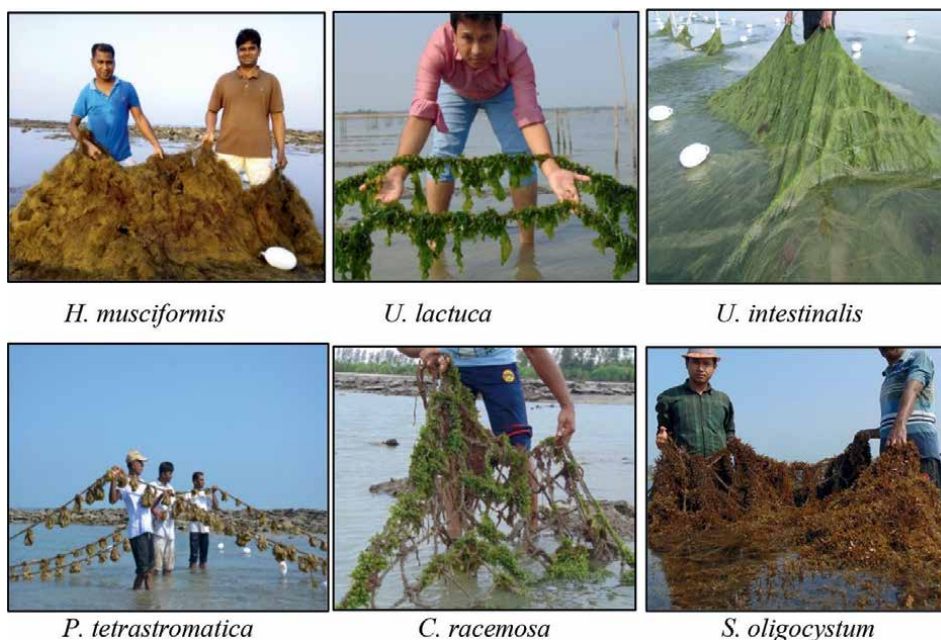 H. musciformis
U. lactuca
U. intestinalis
P. tetrastromatica
C. racemosa
S. oligocystum